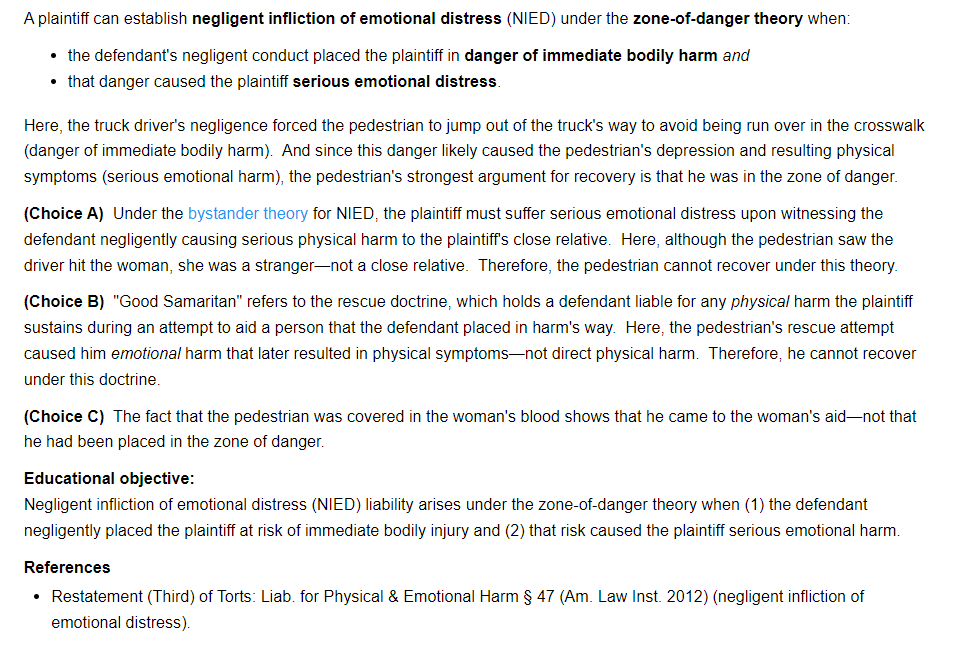 A plaintiff can establish negligent infliction of emotional distress (NIED) under the zone-of-danger theory when:
• the defendant's negligent conduct placed the plaintiff in danger of immediate bodily harm and
• that danger caused the plaintiff serious emotional distress.
Here, the truck driver's negligence forced the pedestrian to jump out of the truck's way to avoid being run over in the crosswalk
(danger of immediate bodily harm).  And since this danger likely caused the pedestrian's depression and resulting physical
symptoms (serious emotional harm), the pedestrian's strongest argument for recovery is that he was in the zone of danger.
(Choice A)  Under the bystander theory for NIED, the plaintiff must suffer serious emotional distress upon witnessing the
defendant negligently causing serious physical harm to the plaintiff's close relative.  Here, although the pedestrian saw the
driver hit the woman, she was a stranger—not a close relative.  Therefore, the pedestrian cannot recover under this theory.
(Choice B)  "Good Samaritan" refers to the rescue doctrine, which holds a defendant liable for any physical harm the plaintiff
sustains during an attempt to aid a person that the defendant placed in harm's way.  Here, the pedestrian's rescue attempt
caused him emotional harm that later resulted in physical symptoms—not direct physical harm.  Therefore, he cannot recover
under this doctrine.
(Choice C)  The fact that the pedestrian was covered in the woman's blood shows that he came to the woman's aid—not that
he had been placed in the zone of danger.
Educational objective:
Negligent infliction of emotional distress (NIED) liability arises under the zone-of-danger theory when (1) the defendant
negligently placed the plaintiff at risk of immediate bodily injury and (2) that risk caused the plaintiff serious emotional harm.
References
• Restatement (Third) of Torts: Liab. for Physical & Emotional Harm § 47 (Am. Law Inst. 2012) (negligent infliction of
emotional distress).